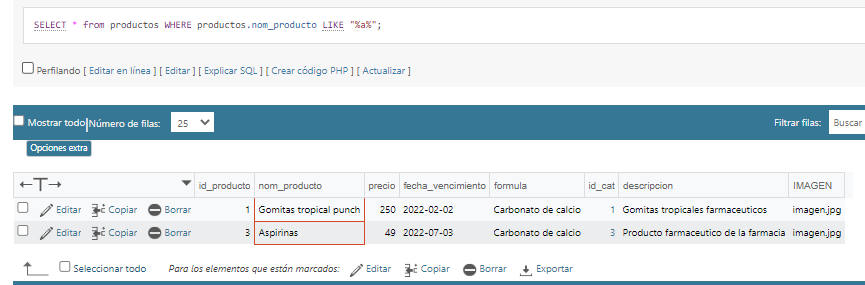 SELECT * from productos WHERE productos.nom_producto LIKE "%a%";
Perfilando [ Editar en línea ] [ Editar ] [ Explicar SQL ] [ Crear código PHP ] [ Actualizar ]
Mostrar todo Número de filas: 25 Filtrar filas: Buscar
Opciones extra
←T→ id_producto nom_producto precio fecha_vencimiento formula id_cat descripcion IMAGEN
Editar Copiar Borrar 1 Gomitas tropical punch 250 2022-02-02 Carbonato de calcio 1 Gomitas tropicales farmaceuticos imagen.jpg
Editar Copiar Borrar 3 Aspirinas 49 2022-07-03 Carbonato de calcio 3 Producto farmaceutico de la farmacia imagen.jpg
Seleccionar todo Para los elementos que están marcados: Editar Copiar Borrar Exportar